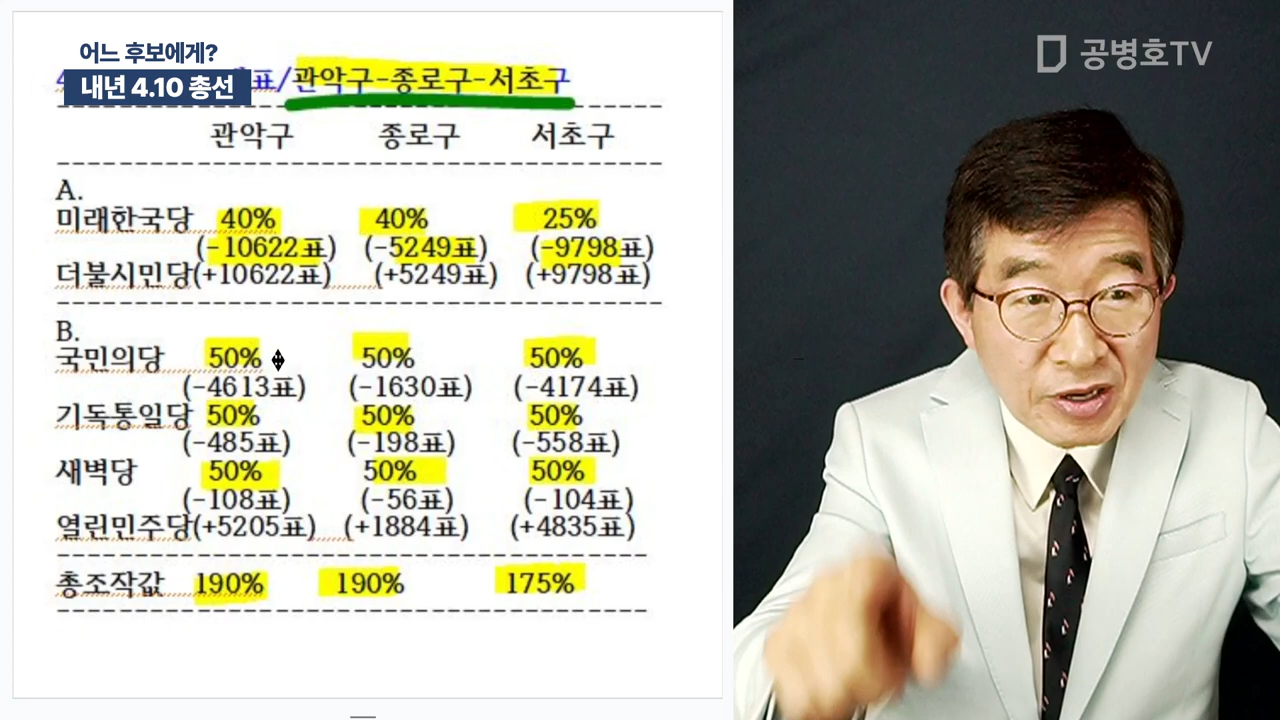 어느 후보에게?
내년 4.10 총선
표/관악구-종로구-서초구
공병호TV
관악구 종로구 서초구
A.
미래한국당 40% 40% 25%
(-10622표) (-5249표) (-9798표)
더불시민당(+10622표) (+5249표) (+9798표)
B.
국민의당 50% 50% 50%
(-4613표) (-1630표) (-4174표)
기독통일당 50% 50% 50%
(-485표) (-198표) (-558표)
새벽당 50% 50% 50%
(-108표) (-56표) (-104표)
열린민주당(+5205표) (+1884표) (+4835표)
총조작값 190% 190% 175%